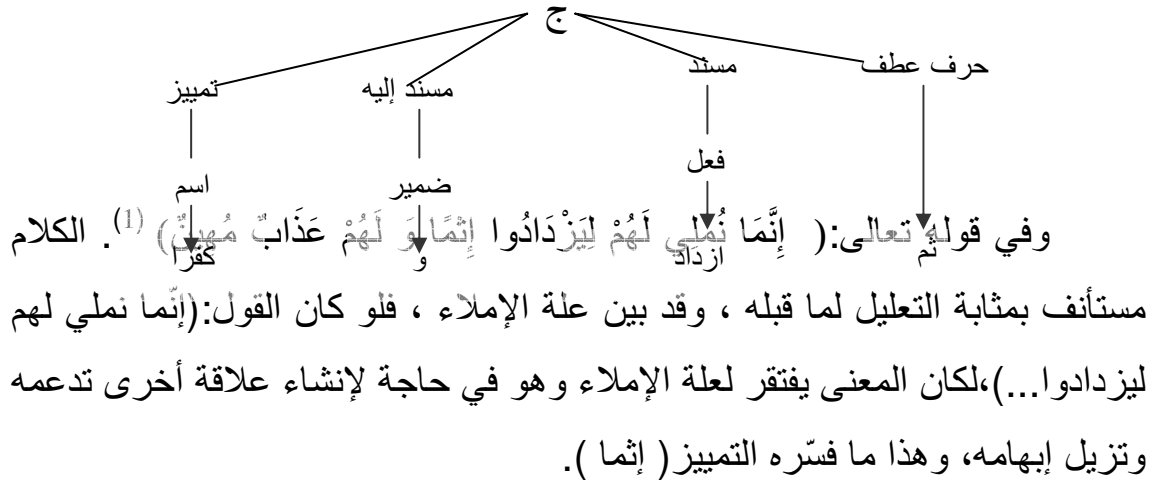 ج
حرف عطف مسند مسند إليه تمييز
فعل
ضمير اسم
وفي قوله تعالى:( إِنَّمَا نُمْلِي لَهُمْ لِيَزْدَادُوا إِثْمًا وَ لَهُمْ عَذَابٌ مُهِينٌ) (1). الكلام
ثم ازداد و كفرا
مستأنف بمثابة التعليل لما قبله ، وقد بين علة الإملاء ، فلو كان القول:(إنّما نملي لهم
ليزدادوا...)،لكان المعنى يفتقر لعلة الإملاء وهو في حاجة لإنشاء علاقة أخرى تدعمه
وتزيل إبهامه، وهذا ما فسّره التمييز( إثما ).